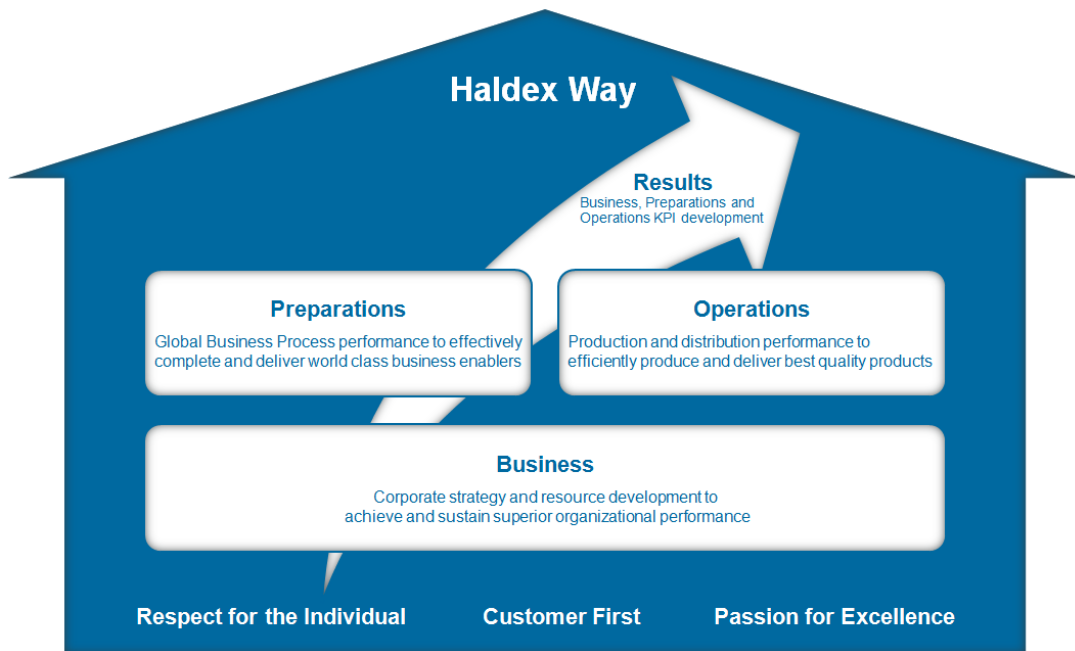 Haldex Way
Results
Business, Preparations and
Operations KPI development
Preparations
Global Business Process performance to effectively
complete and deliver world class business enablers
Operations
Production and distribution performance to
efficiently produce and deliver best quality products
Business
Corporate strategy and resource development to
achieve and sustain superior organizational performance
Respect for the Individual
Customer First
Passion for Excellence